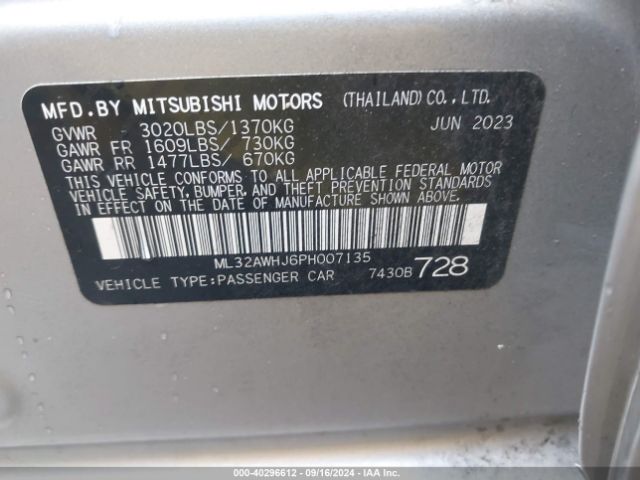 MFD.BY MITSUBISHI MOTORS (THAILAND) CO., LTD.
GVWR 3020LBS/1370KG JUN 2023
GAWR FR 1609LBS/ 730KG
GAWR RR 1477LBS/ 670KG
THIS VEHICLE CONFORMS TO ALL APPLICABLE FEDERAL MOTOR
VEHICLE SAFETY, BUMPER, AND THEFT PREVENTION STANDARDS
IN EFFECT ON THE DATE OF MANUFACTURE SHOWN ABOVE.
ML32AWHJ6PH007135
VEHICLE TYPE:PASSENGER CAR 7430B 728
000-40296612 - 09/16/2024 - IAA Inc.